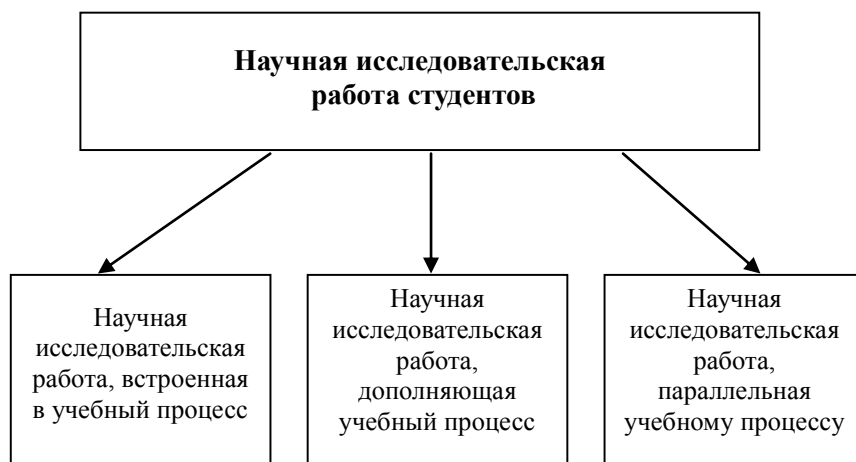 Научная исследовательская
работа студентов
Научная
исследовательская
работа, встроенная
в учебный процесс
Научная
исследовательская
работа,
дополняющая
учебный процесс
Научная
исследовательская
работа,
параллельная
учебному процессу